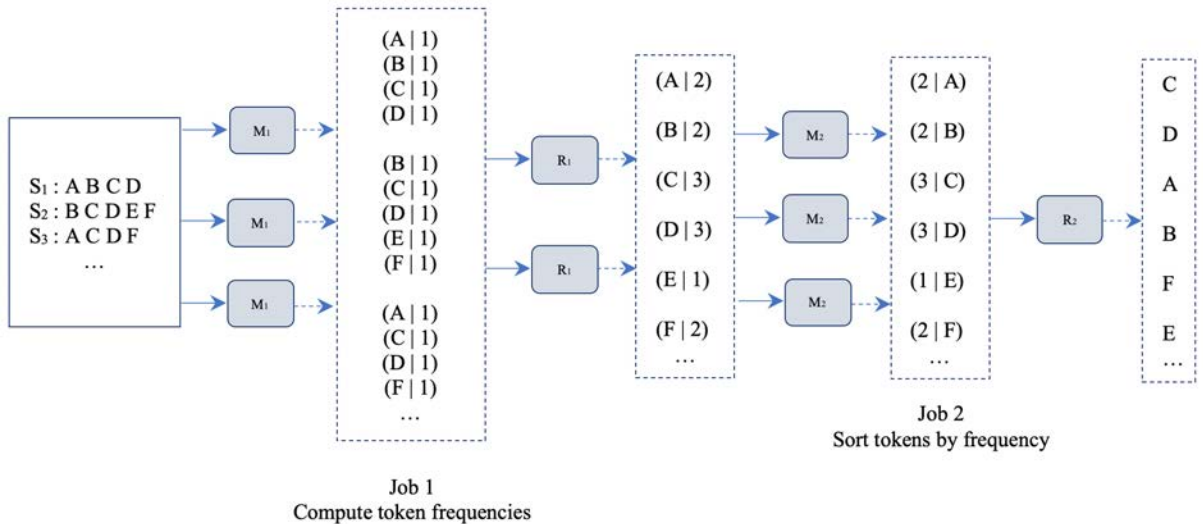 S₁ : A B C D
S₂ : B C D E F
S₃ : A C D F
…
M₁
M₁
M₁
(A | 1)
(B | 1)
(C | 1)
(D | 1)
(B | 1)
(C | 1)
(D | 1)
(E | 1)
(F | 1)
(A | 1)
(C | 1)
(D | 1)
(F | 1)
…
R₁
R₁
(A | 2)
(B | 2)
(C | 3)
(D | 3)
(E | 1)
(F | 2)
…
M₂
M₂
M₂
(2 | A)
(2 | B)
(3 | C)
(3 | D)
(1 | E)
(2 | F)
…
R₂
C
D
A
B
F
E
…
Job 1
Compute token frequencies
Job 2
Sort tokens by frequency